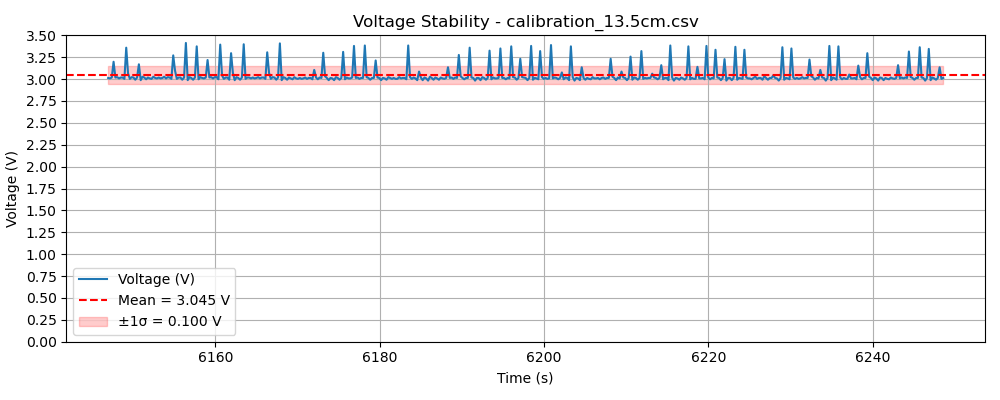 Voltage Stability - calibration_13.5cm.csv
Voltage (V)
3.50
3.25
3.00
2.75
2.50
2.25
2.00
1.75
1.50
1.25
1.00
0.75
0.50
0.25
0.00
Voltage (V)
Mean = 3.045 V
±1σ = 0.100 V
6160 6180 6200 6220 6240
Time (s)